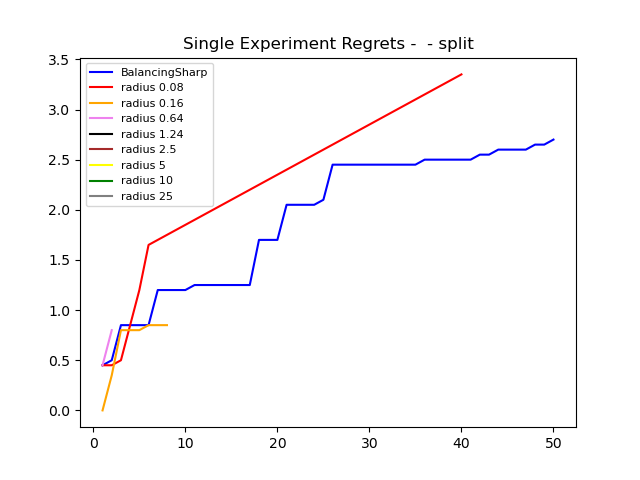 Single Experiment Regrets -  - split
3.5
3.0
2.5
2.0
1.5
1.0
0.5
0.0
BalancingSharp
radius 0.08
radius 0.16
radius 0.64
radius 1.24
radius 2.5
radius 5
radius 10
radius 25
0 10 20 30 40 50